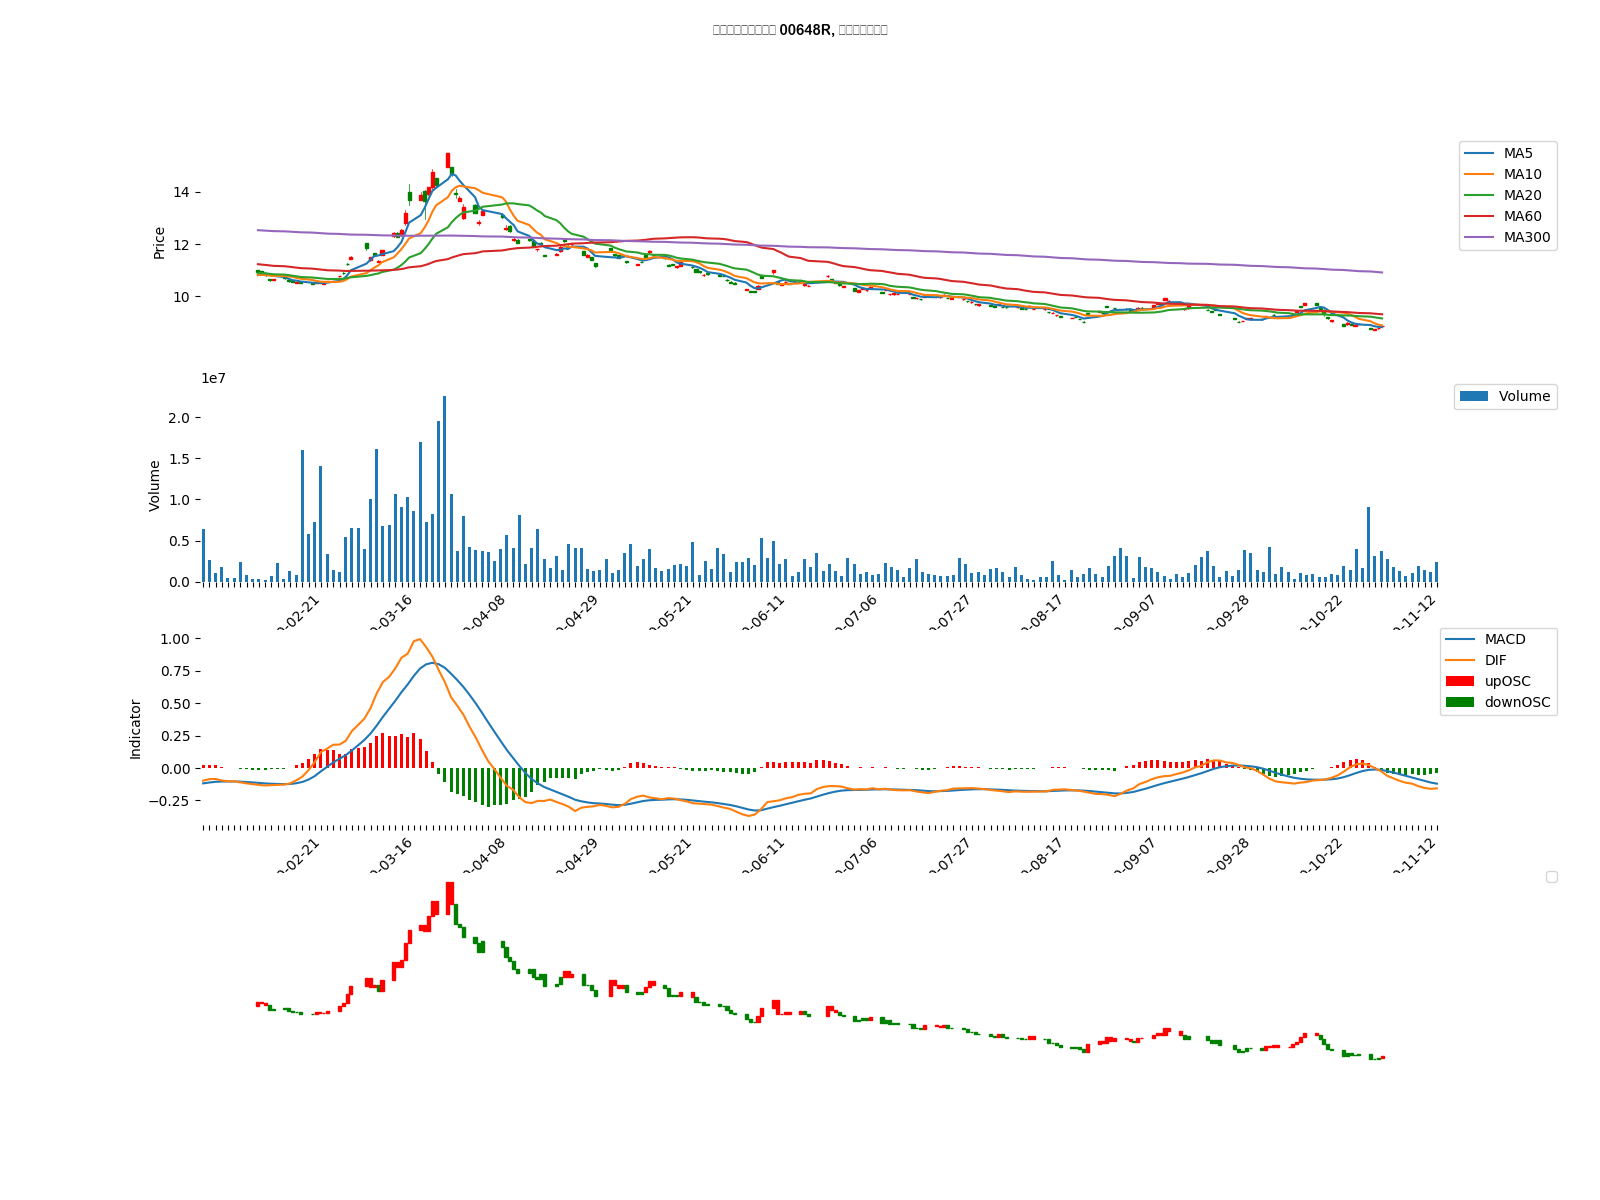 00648R,
MA5
MA10
MA20
MA60
MA300
Price
14
12
10
1e7
Volume
Volume
2.0
1.5
1.0
0.5
0.0
-02-21
-03-16
-04-08
-04-29
-05-21
-06-11
-07-06
-07-27
-08-17
-09-07
-09-28
-10-22
-11-12
MACD
DIF
upOSC
downOSC
Indicator
1.00
0.75
0.50
0.25
0.00
−0.25
-02-21
-03-16
-04-08
-04-29
-05-21
-06-11
-07-06
-07-27
-08-17
-09-07
-09-28
-10-22
-11-12